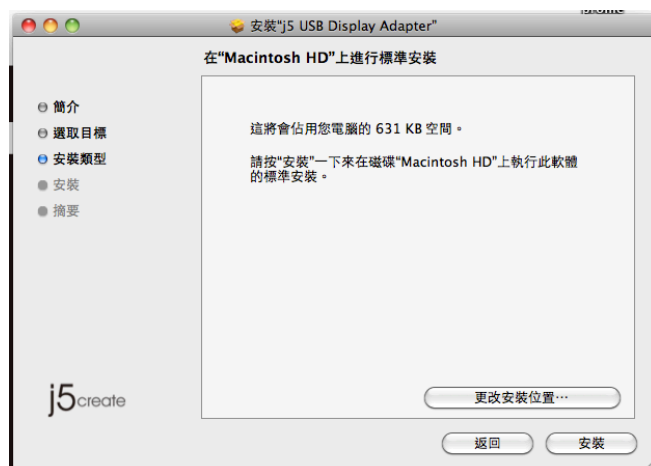 安裝"j5 USB Display Adapter"
在"Macintosh HD"上進行標準安裝
簡介
選取目標
安裝類型
安裝
摘要
這將會佔用您電腦的 631 KB 空間。
請按"安裝"一下來在磁碟"Macintosh HD"上執行此軟體
的標準安裝。
j5create
更改安裝位置…
返回
安裝